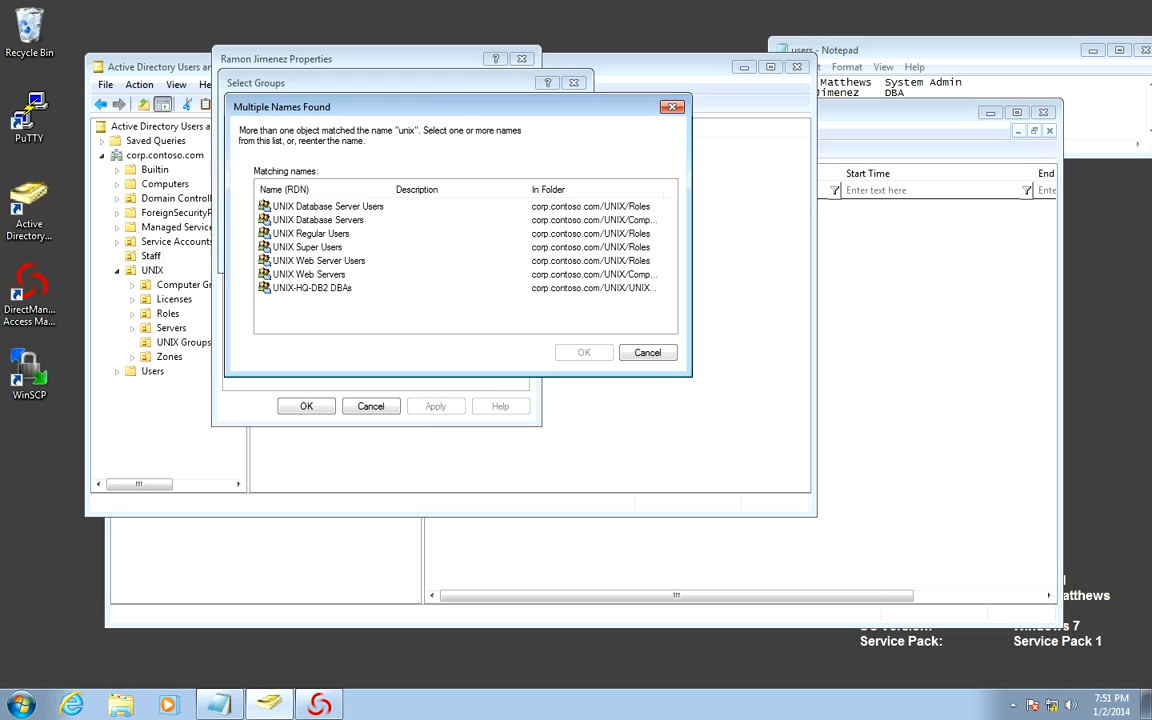 Recycle Bin
PuTTY
Active
Directory...
DirectMan...
Access Ma...
WinSCP
users - Notepad
Format View Help
Matthews System Admin
Jimenez DBA
Start Time End
Enter text here
Ente
Active Directory Users an
File Action View He
Active Directory Users a
Saved Queries
corp.contoso.com
Builtin
Computers
Domain Control
ForeignSecurityP
Managed Service
Service Accounts
Staff
UNIX
Computer Gr
Licenses
Roles
Servers
UNIX Groups
Zones
Users
Ramon Jimenez Properties
Select Groups
Multiple Names Found
More than one object matched the name "unix". Select one or more names
from this list, or, reenter the name.
Matching names:
Name (RDN) Description In Folder
UNIX Database Server Users corp.contoso.com/UNIX/Roles
UNIX Database Servers corp.contoso.com/UNIX/Comp...
UNIX Regular Users corp.contoso.com/UNIX/Roles
UNIX Super Users corp.contoso.com/UNIX/Roles
UNIX Web Server Users corp.contoso.com/UNIX/Roles
UNIX Web Servers corp.contoso.com/UNIX/Comp...
UNIX-HQ-DB2 DBAs corp.contoso.com/UNIX/UNIX...
OK Cancel
OK Cancel Apply Help
atthews
Windows 7
Service Pack: Service Pack 1
7:51 PM
1/2/2014